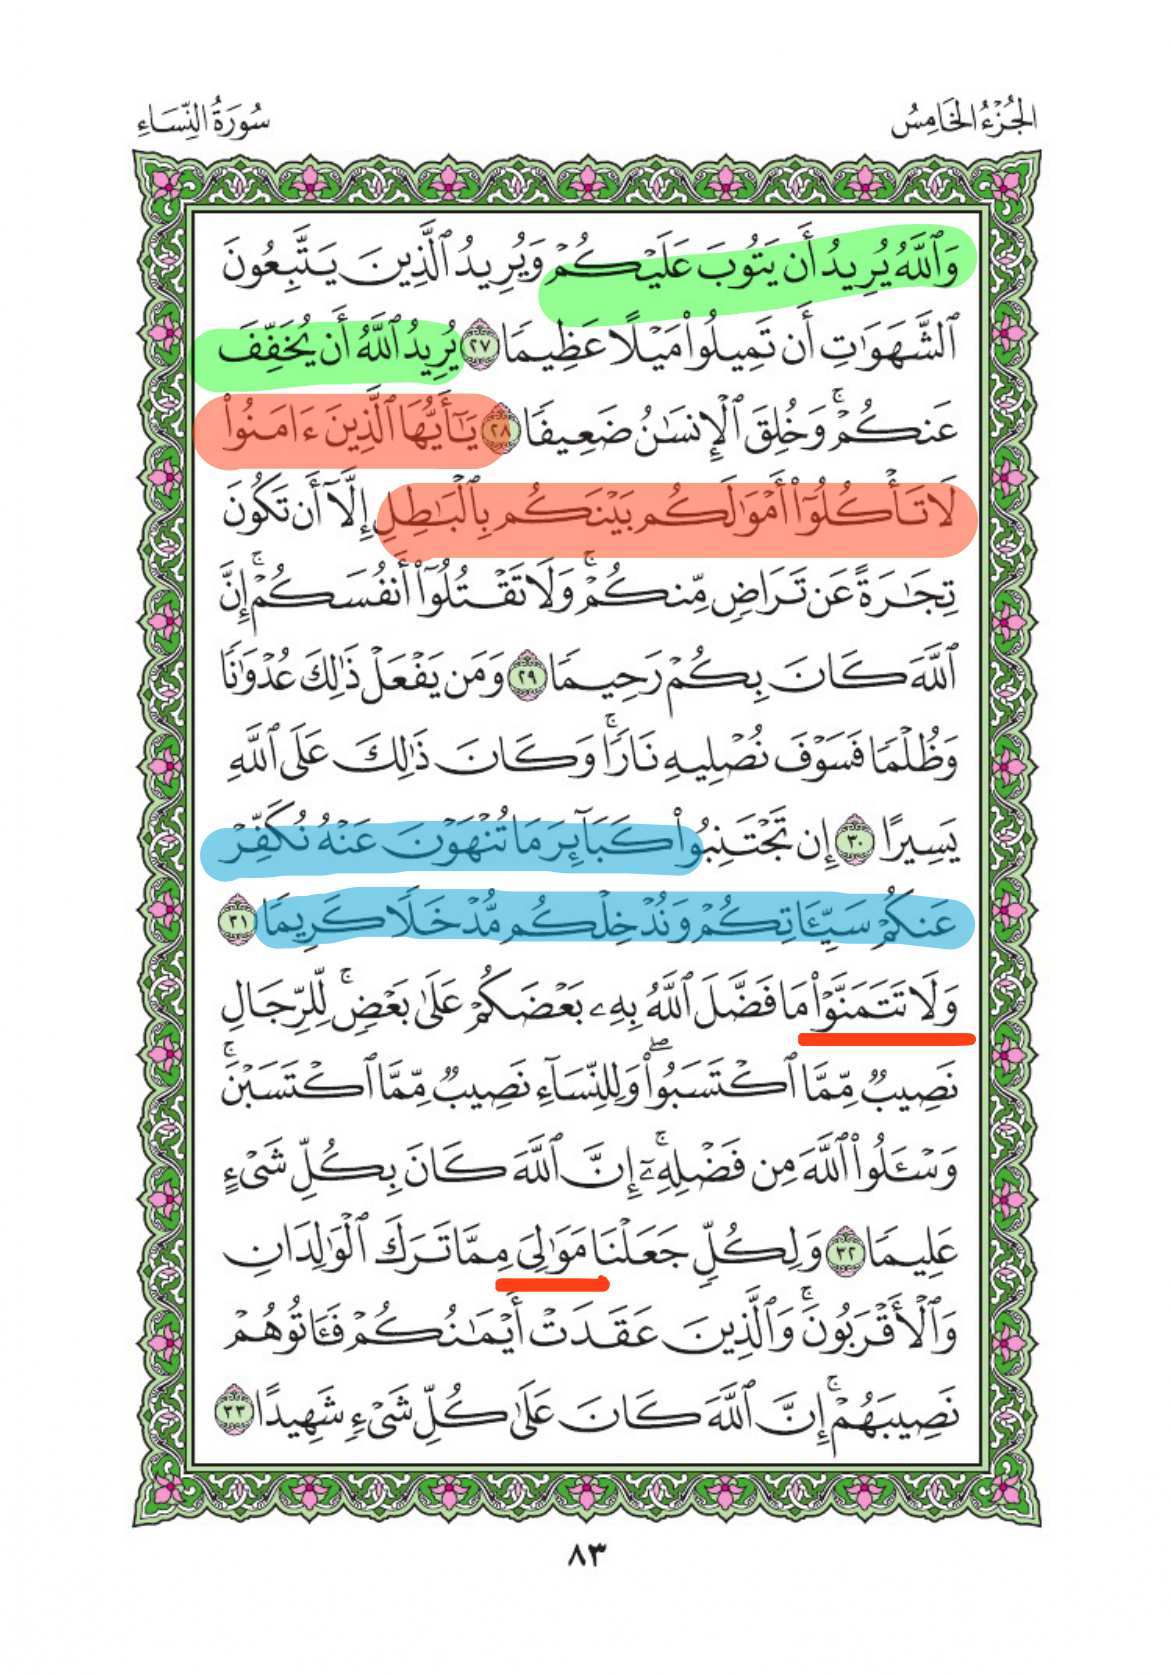 الجُزْءُ الخَامِسُ
سُورَةُ النِّسَاءِ
وَٱللَّهُ يُرِيدُ أَن يَتُوبَ عَلَيْكُمْ وَيُرِيدُ ٱلَّذِينَ يَتَّبِعُونَ
ٱلشَّهَوَٰتِ أَن تَمِيلُوا۟ مَيْلًا عَظِيمًا ٢٧ يُرِيدُ ٱللَّهُ أَن يُخَفِّفَ
عَنكُمْ ۚ وَخُلِقَ ٱلْإِنسَٰنُ ضَعِيفًا ٢٨ يَٰٓأَيُّهَا ٱلَّذِينَ ءَامَنُوا۟
لَا تَأْكُلُوٓا۟ أَمْوَٰلَكُم بَيْنَكُم بِٱلْبَٰطِلِ إِلَّآ أَن تَكُونَ
تِجَٰرَةً عَن تَرَاضٍ مِّنكُمْ ۚ وَلَا تَقْتُلُوٓا۟ أَنفُسَكُمْ ۚ إِنَّ
ٱللَّهَ كَانَ بِكُمْ رَحِيمًا ٢٩ وَمَن يَفْعَلْ ذَٰلِكَ عُدْوَٰنًا
وَظُلْمًا فَسَوْفَ نُصْلِيهِ نَارًا ۚ وَكَانَ ذَٰلِكَ عَلَى ٱللَّهِ
يَسِيرًا ٣٠ إِن تَجْتَنِبُوا۟ كَبَآئِرَ مَا تُنْهَوْنَ عَنْهُ نُكَفِّرْ
عَنكُمْ سَيِّـَٔاتِكُمْ وَنُدْخِلْكُم مُّدْخَلًا كَرِيمًا ٣١
وَلَا تَتَمَنَّوْا۟ مَا فَضَّلَ ٱللَّهُ بِهِۦ بَعْضَكُمْ عَلَىٰ بَعْضٍ ۚ لِّلرِّجَالِ
نَصِيبٌ مِّمَّا ٱكْتَسَبُوا۟ ۖ وَلِلنِّسَآءِ نَصِيبٌ مِّمَّا ٱكْتَسَبْنَ ۚ
وَسْـَٔلُوا۟ ٱللَّهَ مِن فَضْلِهِۦٓ ۗ إِنَّ ٱللَّهَ كَانَ بِكُلِّ شَىْءٍ
عَلِيمًا ٣٢ وَلِكُلٍّ جَعَلْنَا مَوَٰلِىَ مِمَّا تَرَكَ ٱلْوَٰلِدَانِ
وَٱلْأَقْرَبُونَ ۚ وَٱلَّذِينَ عَقَدَتْ أَيْمَٰنُكُمْ فَـَٔاتُوهُمْ
نَصِيبَهُمْ ۚ إِنَّ ٱللَّهَ كَانَ عَلَىٰ كُلِّ شَىْءٍ شَهِيدًا ٣٣
٨٣